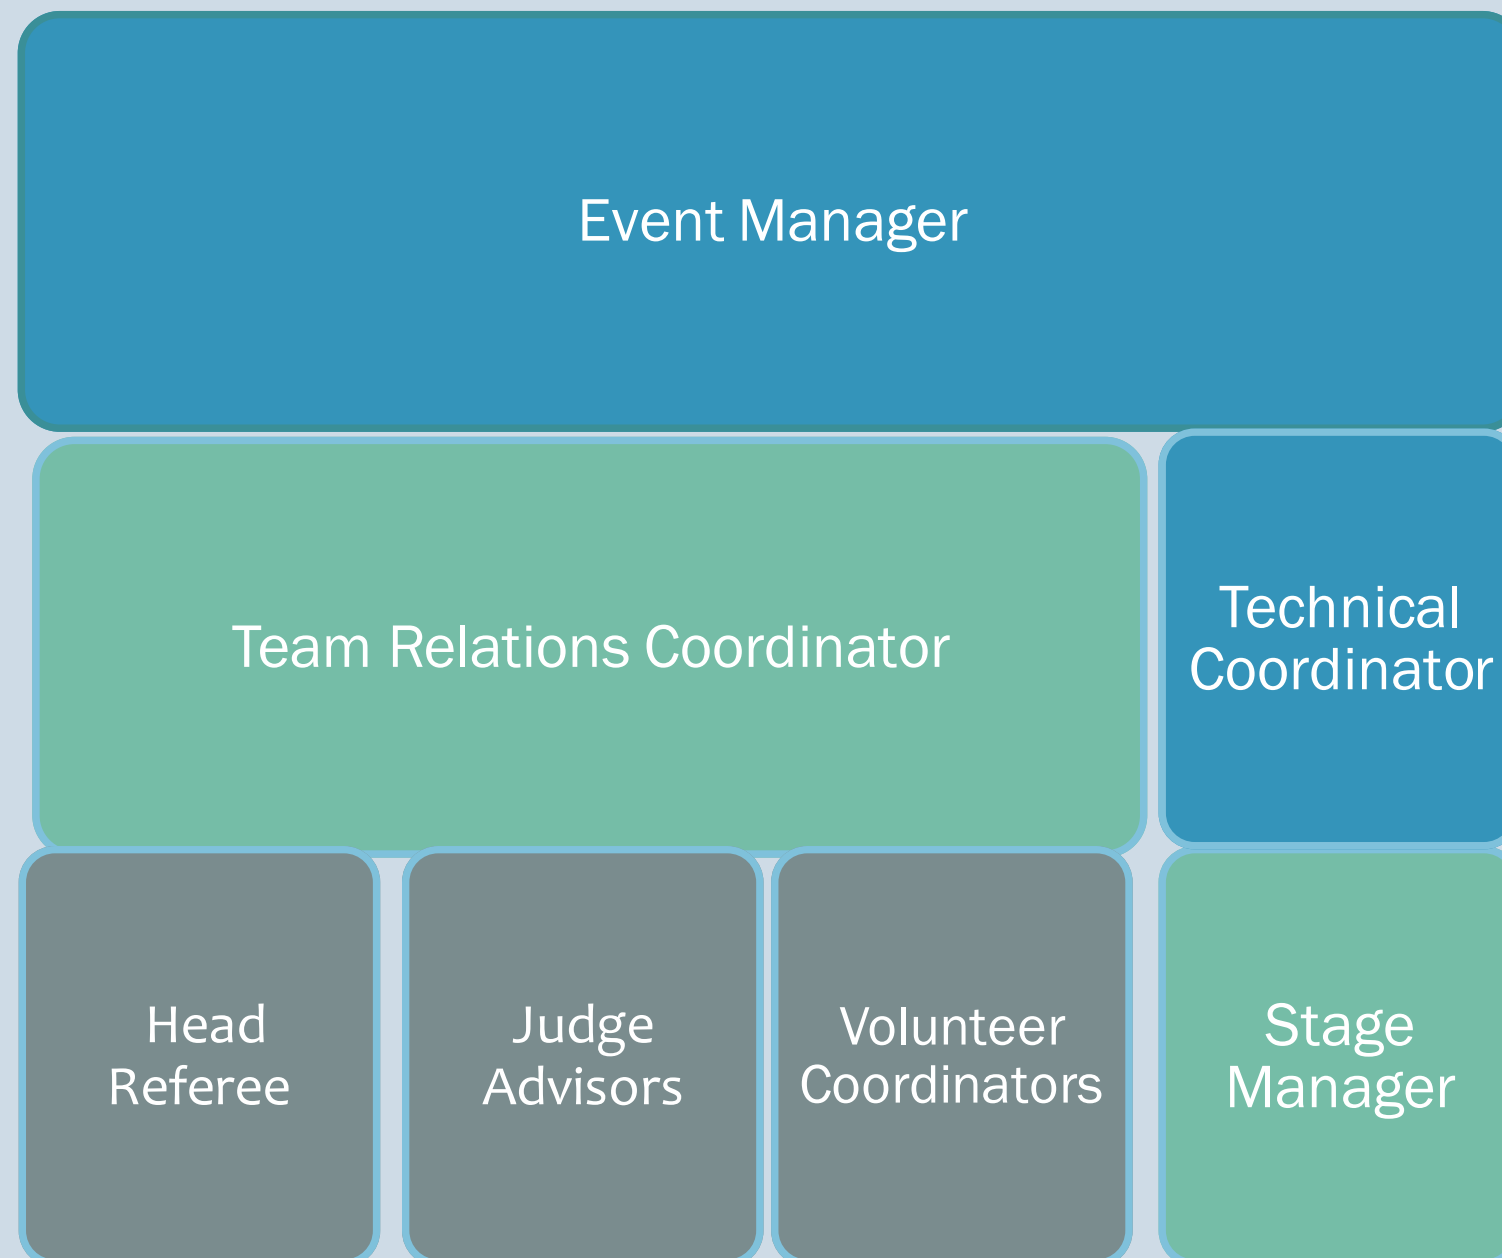 Event Manager
Team Relations Coordinator
Technical
Coordinator
Head
Referee
Judge
Advisors
Volunteer
Coordinators
Stage
Manager